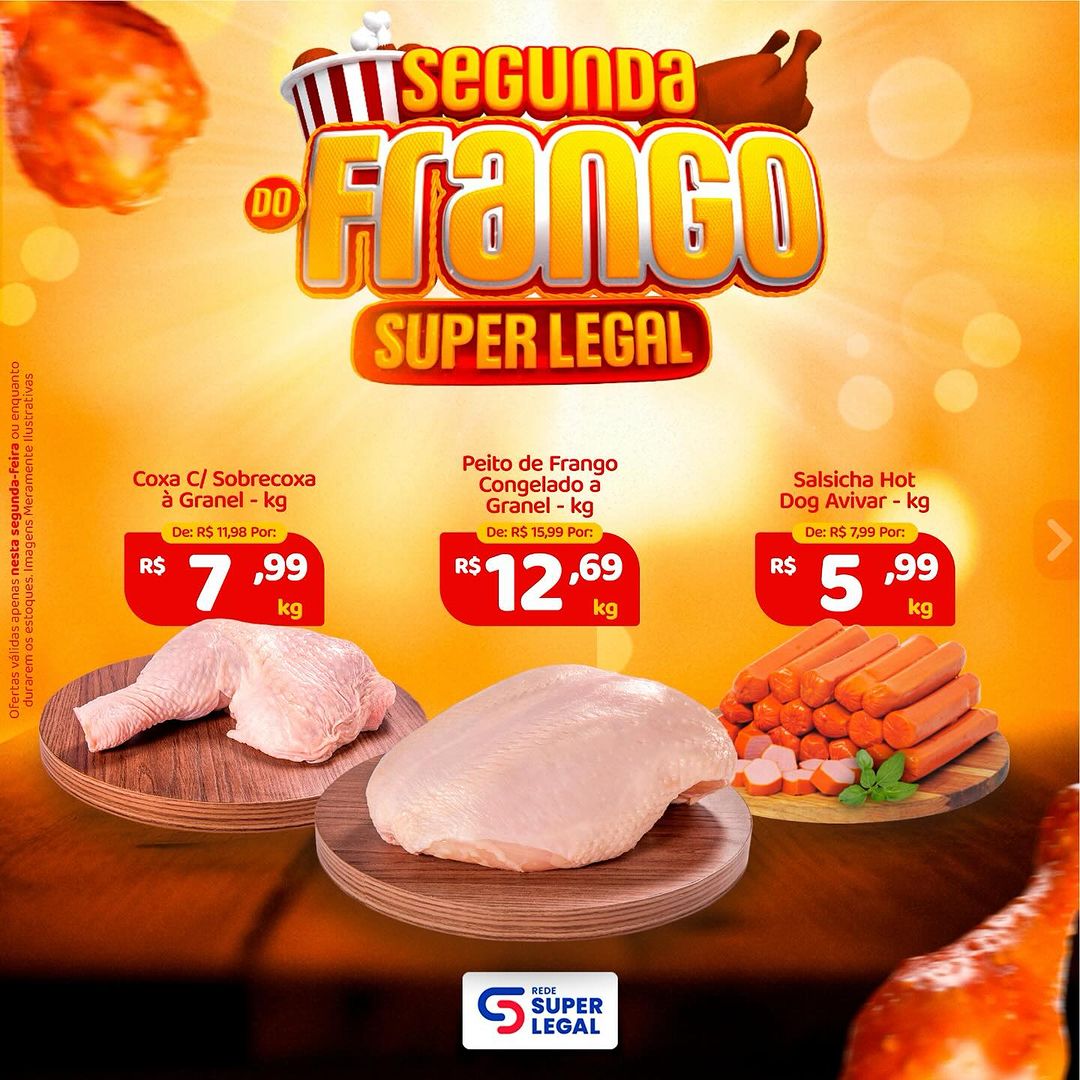 SEGUNDA
DO
FRANGO
SUPER LEGAL
Coxa C/ Sobrecoxa
à Granel - kg
De: R$ 11,98 Por:
R$ 7,99
kg
Peito de Frango
Congelado a
Granel - kg
De: R$ 15,99 Por:
R$ 12,69
kg
Salsicha Hot
Dog Avivar - kg
De: R$ 7,99 Por:
R$ 5,99
kg
Ofertas válidas apenas nesta segunda-feira ou enquanto
durarem os estoques. Imagens Meramente Ilustrativas
REDE
SUPER
LEGAL